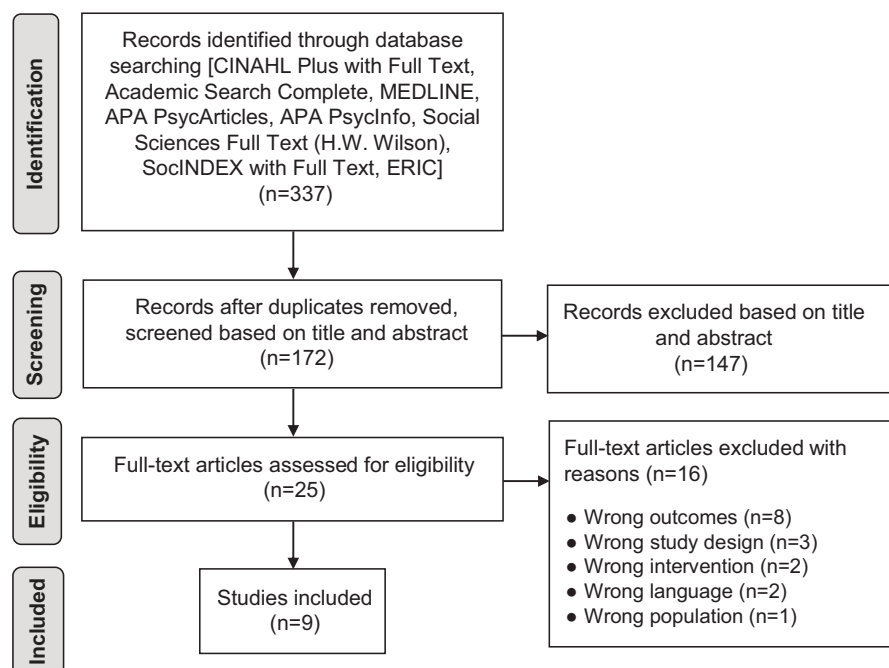 Identification
Records identified through database
searching [CINAHL Plus with Full Text,
Academic Search Complete, MEDLINE,
APA PsycArticles, APA PsycInfo, Social
Sciences Full Text (H.W. Wilson),
SocINDEX with Full Text, ERIC]
(n=337)
Screening
Records after duplicates removed,
screened based on title and abstract
(n=172)
Records excluded based on title
and abstract
(n=147)
Eligibility
Full-text articles assessed for eligibility
(n=25)
Full-text articles excluded with
reasons (n=16)
● Wrong outcomes (n=8)
● Wrong study design (n=3)
● Wrong intervention (n=2)
● Wrong language (n=2)
● Wrong population (n=1)
Included
Studies included
(n=9)